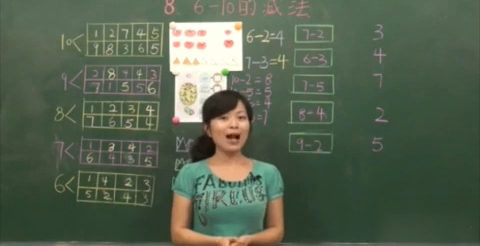 8. 6-10的减法
10< 1 2 7 4 5
9 8 3 6 5
9< 2 8 4 4 3
7 1 5 5 6
8< 1 2 3 4
7 6 5 4
7< 1 3 4 2
6 4 3 5
6< 1 4 2 3
5 2 4 3
6-2=4
7-3=4
7-2 3
6-3 4
7-5 7
8-4 2
9-2 5